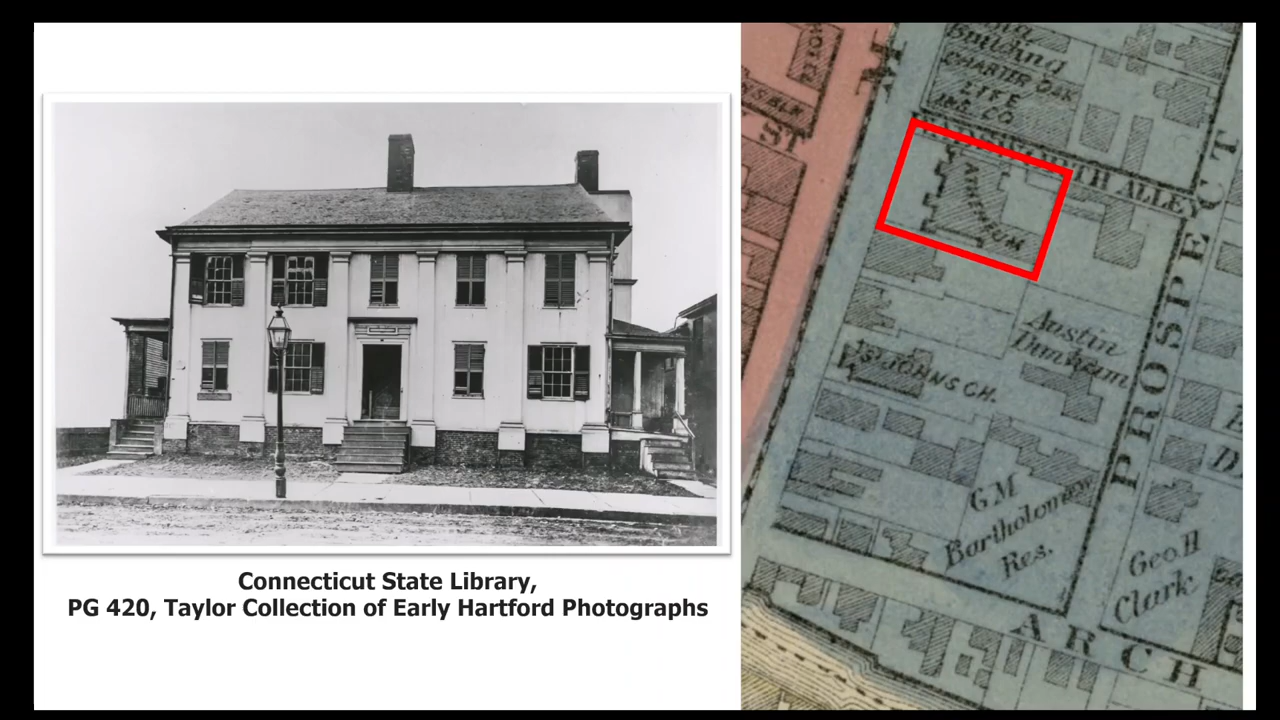 Connecticut State Library,
PG 420, Taylor Collection of Early Hartford Photographs
Building
CHARTER OAK
LIFE
INS. CO
ST
ALLEY
ATHENEUM
Austin
Dunham
ST JOHNS CH.
PROSPECT
G M
Bartholomew
Res.
Geo. H
Clark
ARCH